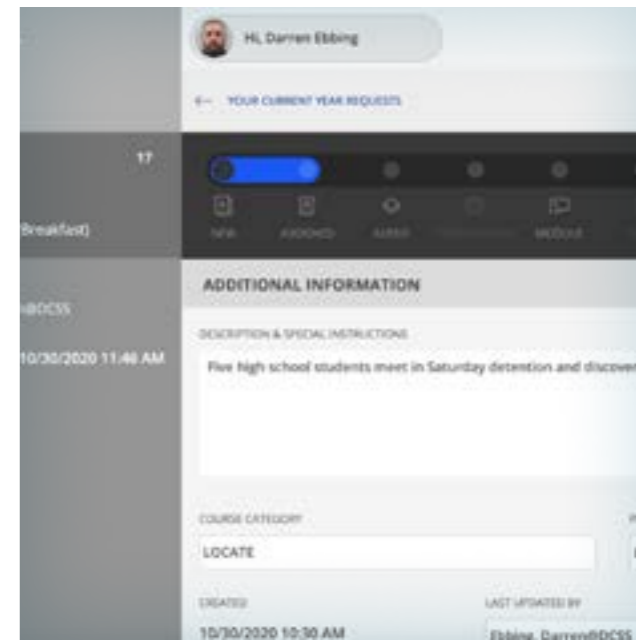 Hi, Darren Ebbing
← YOUR CURRENT YEAR REQUESTS
17
Breakfast)
@DCSS
10/30/2020 11:46 AM
NEW
ASSIGNED
MODULE
ADDITIONAL INFORMATION
DESCRIPTION & SPECIAL INSTRUCTIONS
Five high school students meet in Saturday detention and discover
COURSE CATEGORY
LOCATE
CREATED
LAST UPDATED BY
10/30/2020 10:30 AM
Ebbing, Darren@DCSS